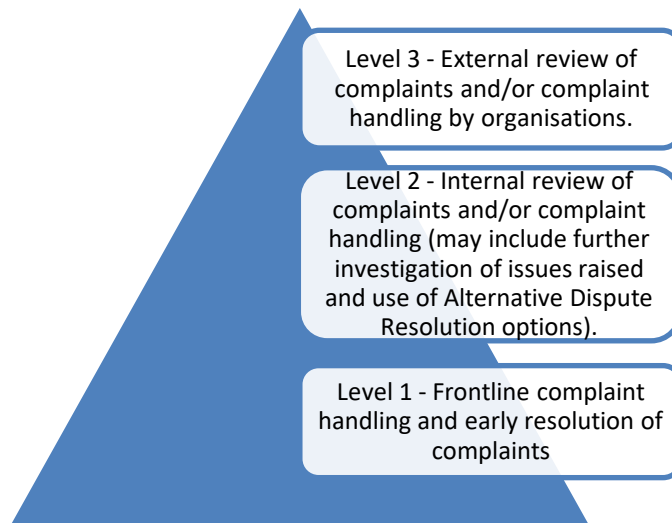 Level 3 - External review of
complaints and/or complaint
handling by organisations.
Level 2 - Internal review of
complaints and/or complaint
handling (may include further
investigation of issues raised
and use of Alternative Dispute
Resolution options).
Level 1 - Frontline complaint
handling and early resolution of
complaints